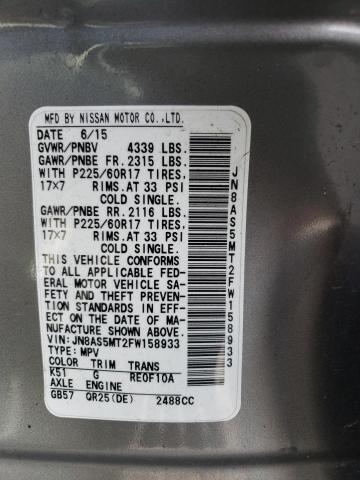 MFD BY NISSAN MOTOR CO.,LTD.
DATE 6/15
GVWR/PNBV 4339 LBS.
GAWR/PNBE FR. 2315 LBS.
WITH P225/60R17 TIRES
17×7 RIMS.AT 33 PSI
COLD SINGLE.
GAWR/PNBE RR. 2116 LBS.
WITH P225/60R17 TIRES
17×7 RIMS.AT 33 PSI
COLD SINGLE.
THIS VEHICLE CONFORMS
TO ALL APPLICABLE FED-
ERAL MOTOR VEHICLE SA-
FETY AND THEFT PREVEN-
TION STANDARDS IN EFF-
ECT ON THE DATE OF MA-
NUFACTURE SHOWN ABOVE.
VIN:JN8AS5MT2FW158933
TYPE: MPV
COLOR TRIM TRANS
K51 G RE0F10A
AXLE ENGINE
GB57 QR25(DE) 2488CC
JN8AS5MT2FW158933